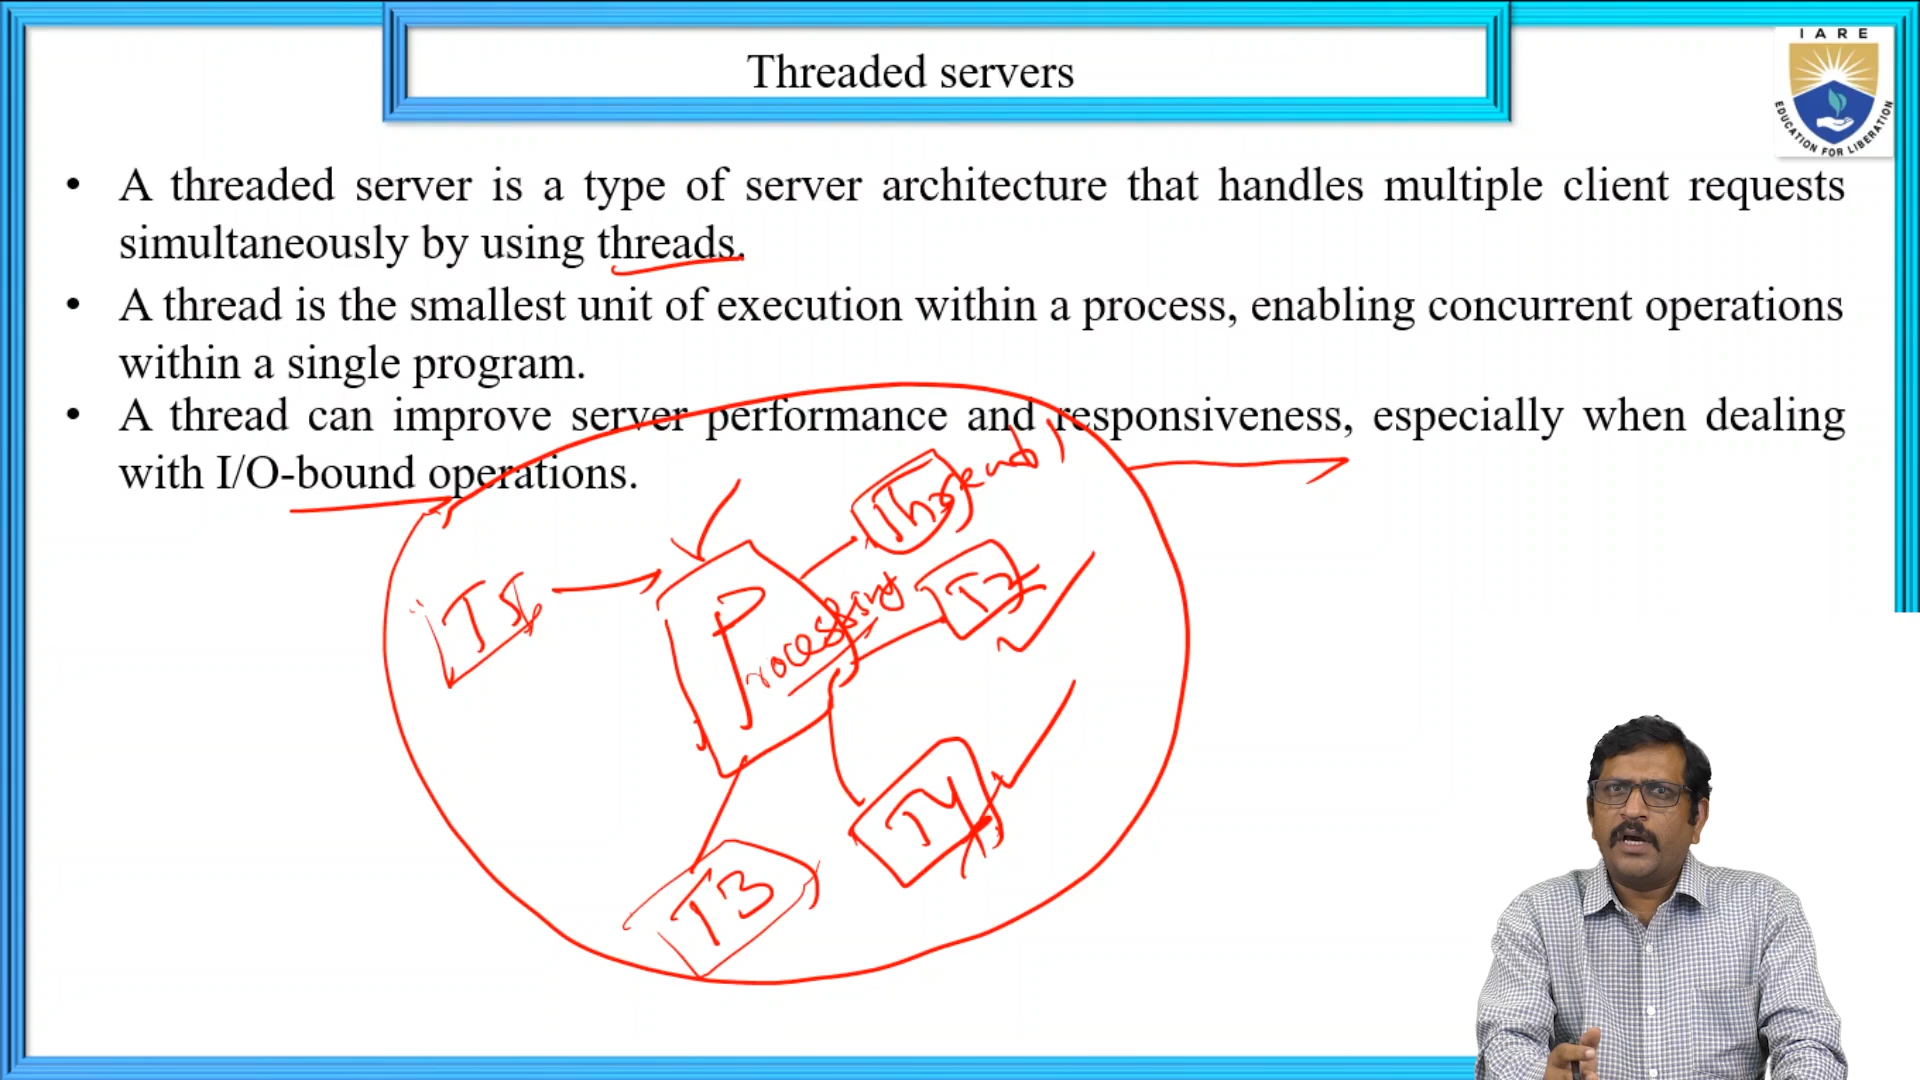 Threaded servers
IARE
EDUCATION FOR LIBERATION
• A threaded server is a type of server architecture that handles multiple client requests
simultaneously by using threads.
• A thread is the smallest unit of execution within a process, enabling concurrent operations
within a single program.
• A thread can improve server performance and responsiveness, especially when dealing
with I/O-bound operations.
Thread 1
T2
Processing
T4
T3